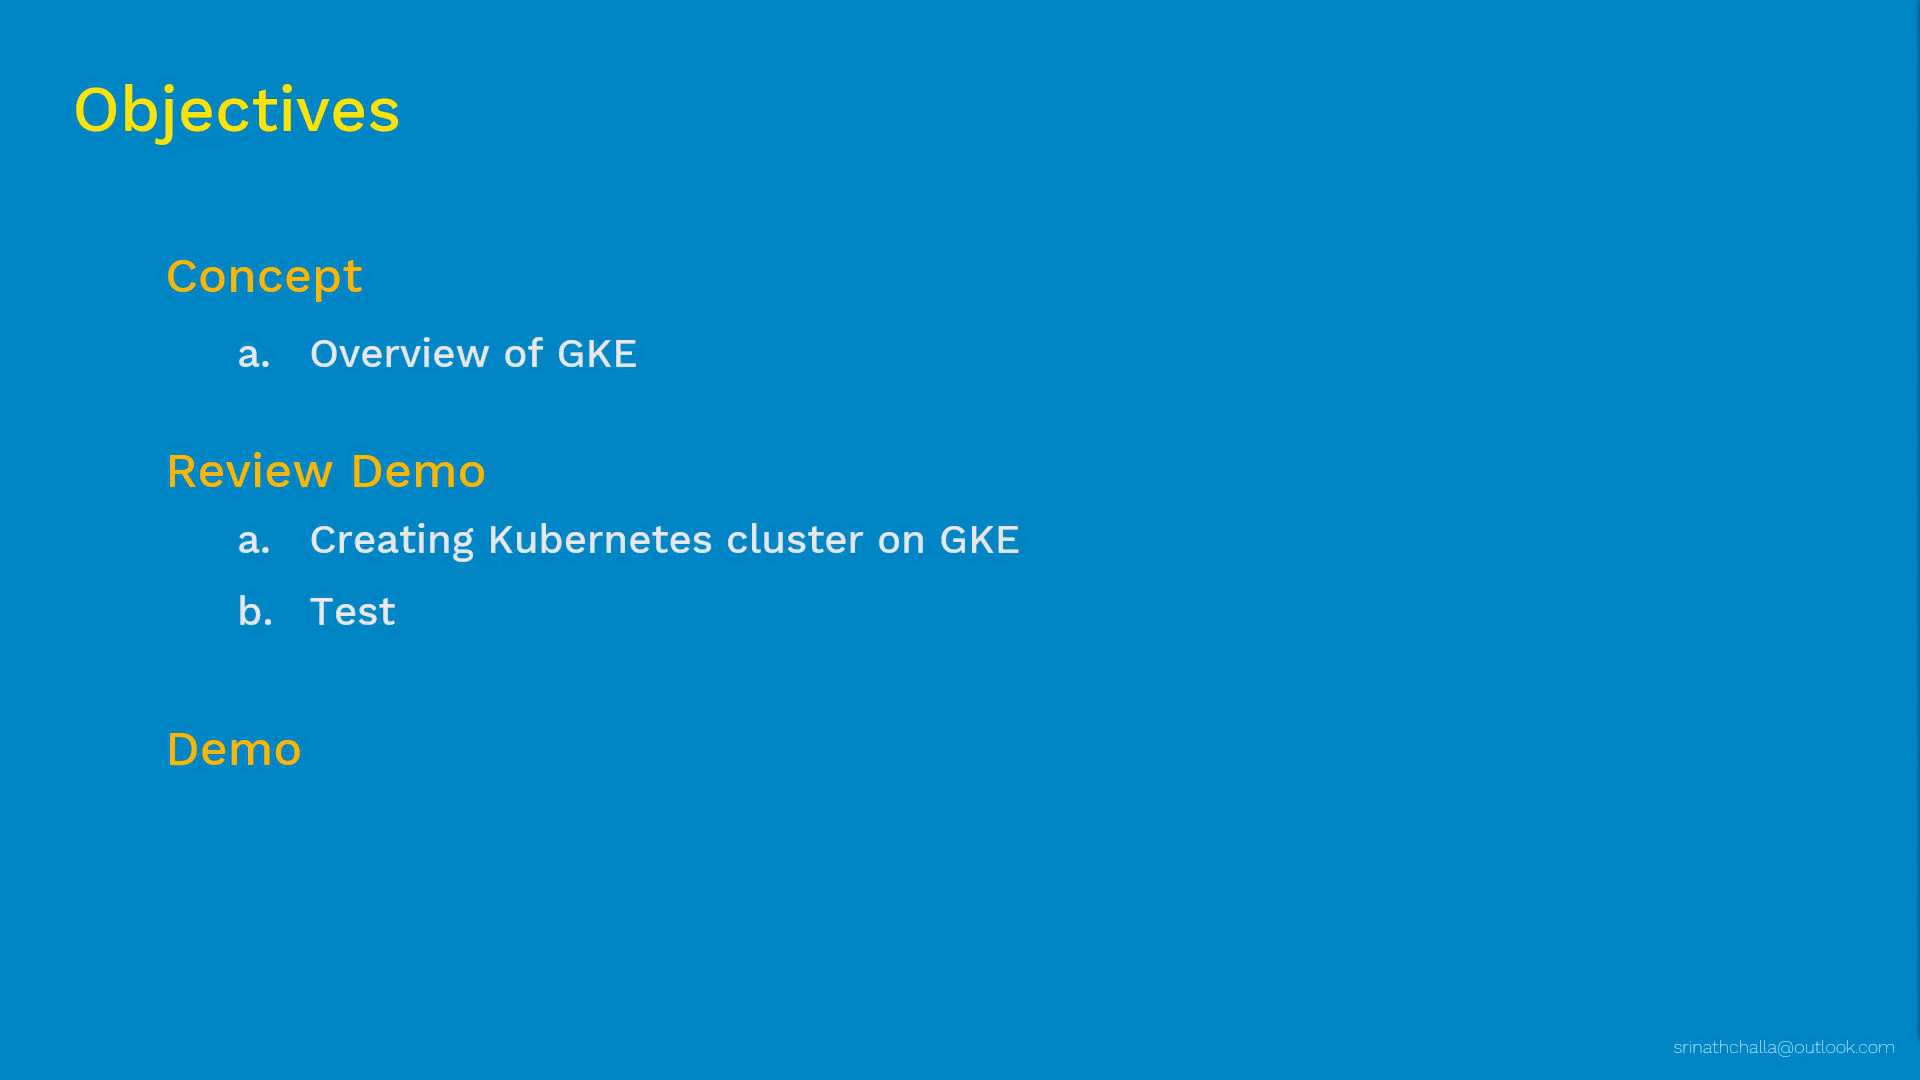 Objectives
Concept
a. Overview of GKE
Review Demo
a. Creating Kubernetes cluster on GKE
b. Test
Demo
srinathchalla@outlook.com